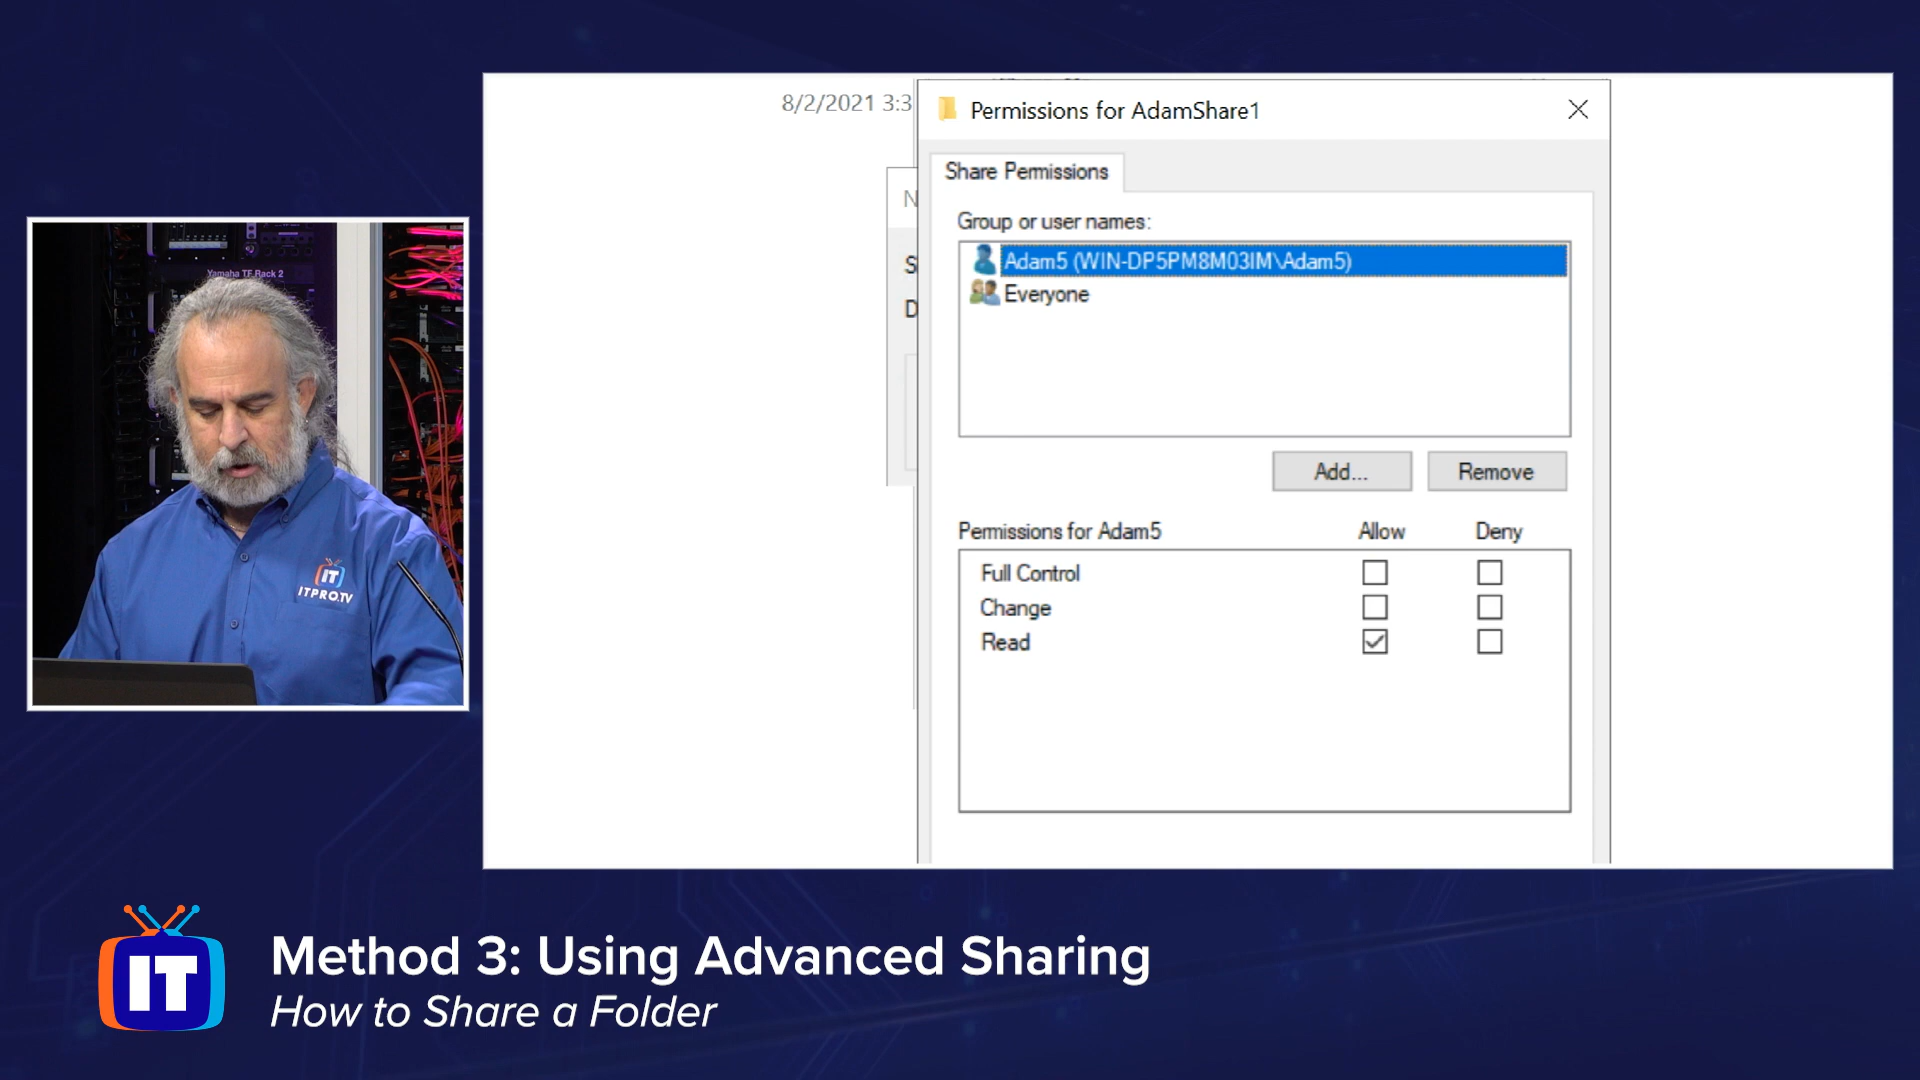 8/2/2021 3:3
Permissions for AdamShare1
Share Permissions
N
Group or user names:
S
Adam5 (WIN-DP5PM8M03IM\Adam5)
Everyone
D
Add...
Remove
Permissions for Adam5
Allow
Deny
Full Control
Change
Read
Yamaha TF Rack 2
IT
ITPRO.TV
IT
Method 3: Using Advanced Sharing
How to Share a Folder